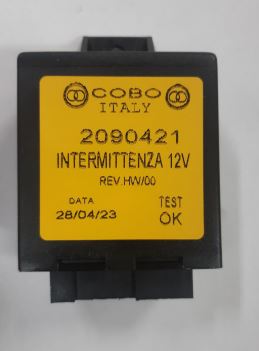 COBO
ITALY
2090421
INTERMITTENZA 12V
REV.HW/00
DATA TEST
28/04/23 OK